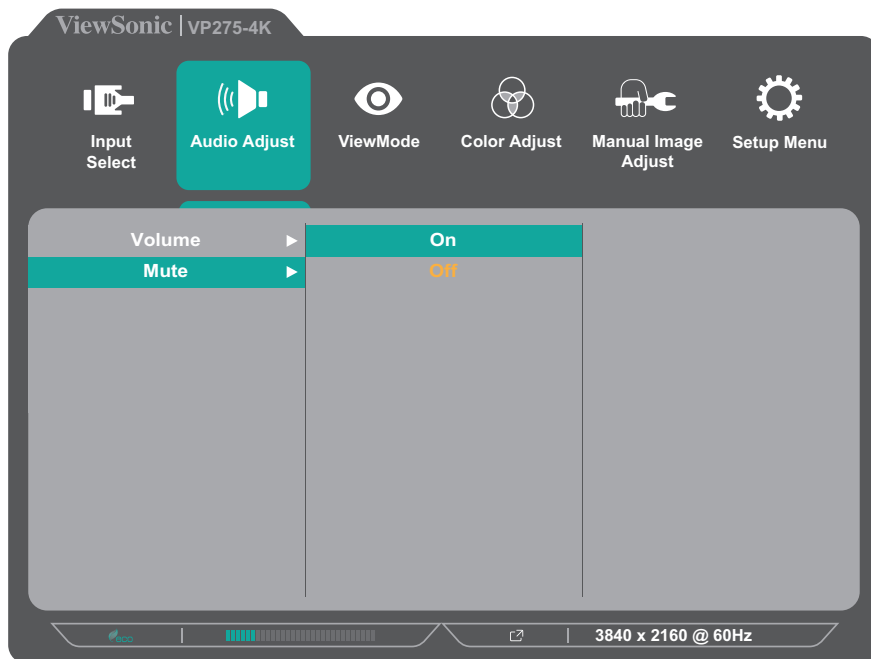 ViewSonic | VP275-4K
Input
Select
Audio Adjust
ViewMode
Color Adjust
Manual Image
Adjust
Setup Menu
Volume
On
Mute
Off
eco
3840 x 2160 @ 60Hz